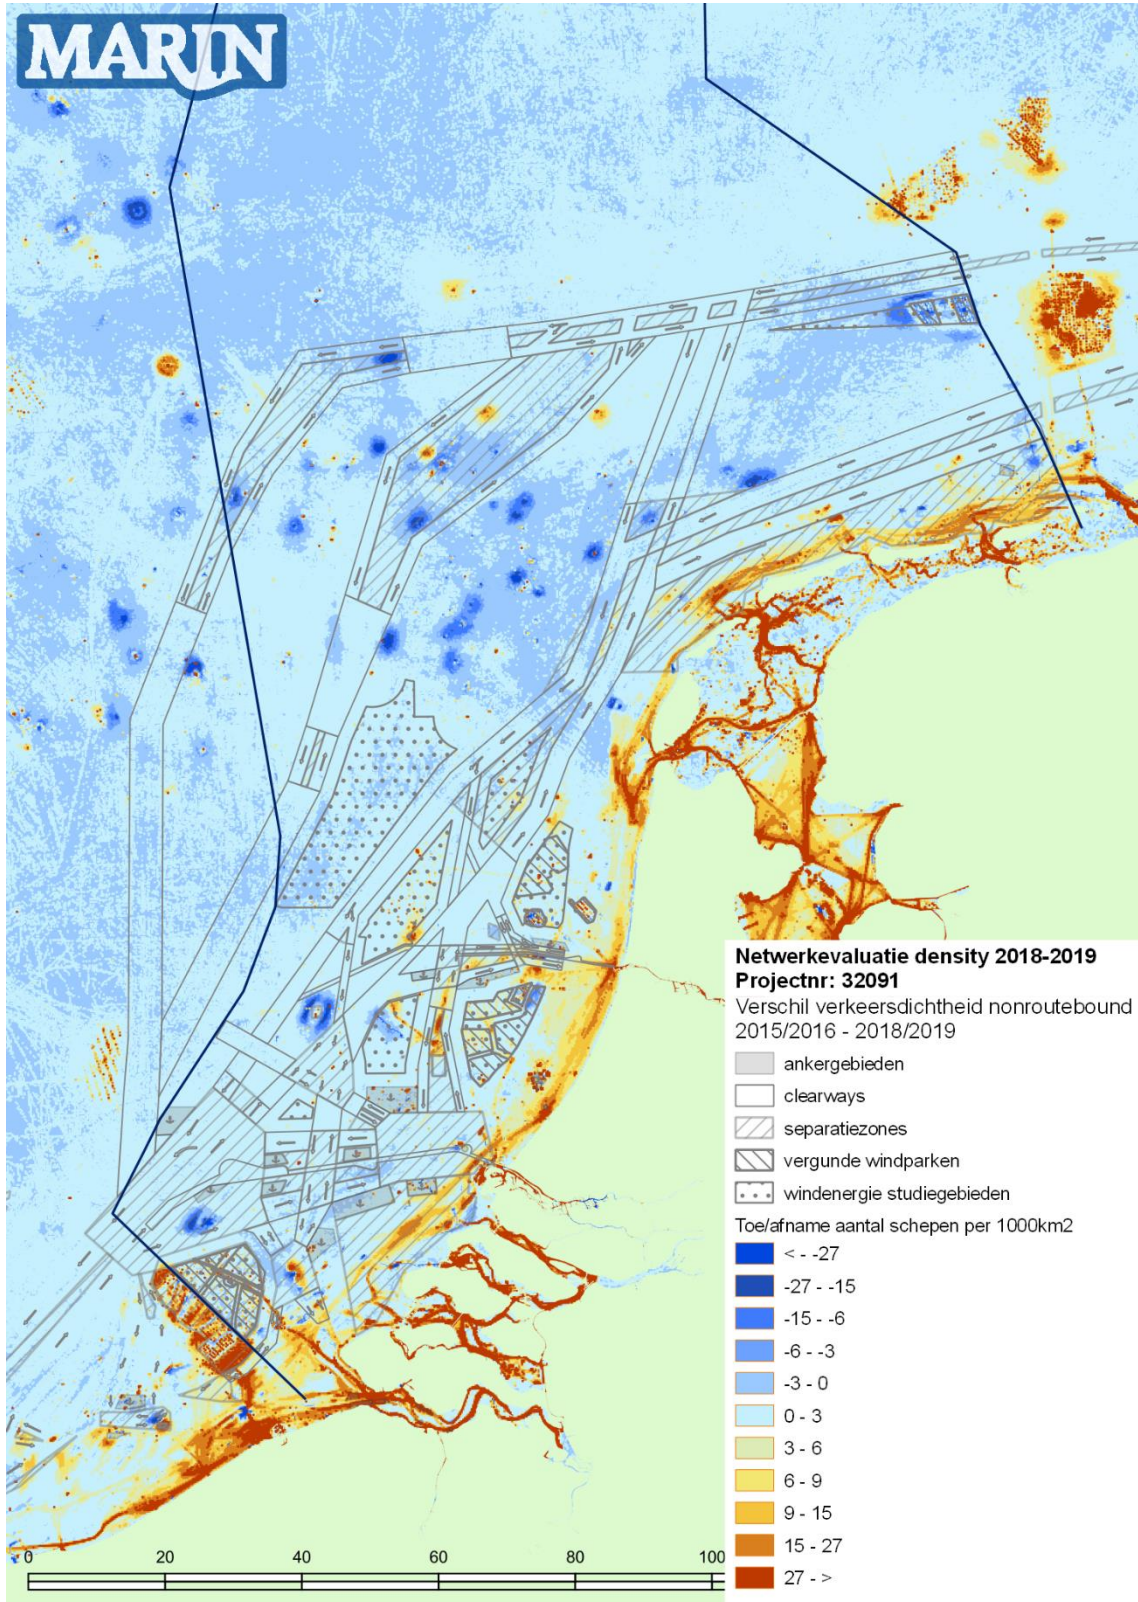 MARIN
Netwerkevaluatie density 2018-2019
Projectnr: 32091
Verschil verkeersdichtheid nonroutebound
2015/2016 - 2018/2019
ankergebieden
clearways
separatiezones
vergunde windparken
windenergie studiegebieden
Toe/afname aantal schepen per 1000km2
< - -27
-27 - -15
-15 - -6
-6 - -3
-3 - 0
0 - 3
3 - 6
6 - 9
9 - 15
15 - 27
27 - >
0 20 40 60 80 100